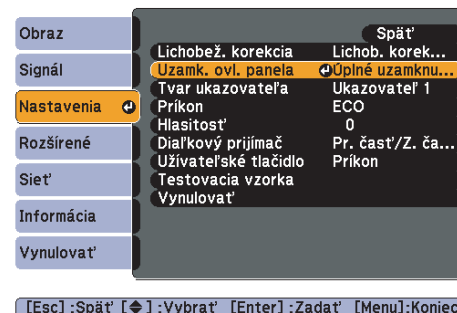 Obraz
Signál
Nastavenia
Rozšírené
Sieť
Informácia
Vynulovať
Späť
Lichobež. korekcia Lichob. korek...
Uzamk. ovl. panela Úplné uzamknu...
Tvar ukazovateľa Ukazovateľ 1
Príkon ECO
Hlasitosť 0
Diaľkový prijímač Pr. časť/Z. ča...
Užívateľské tlačidlo Príkon
Testovacia vzorka
Vynulovať
[Esc] :Späť [◆] :Vybrať [Enter] :Zadať [Menu]:Koniec